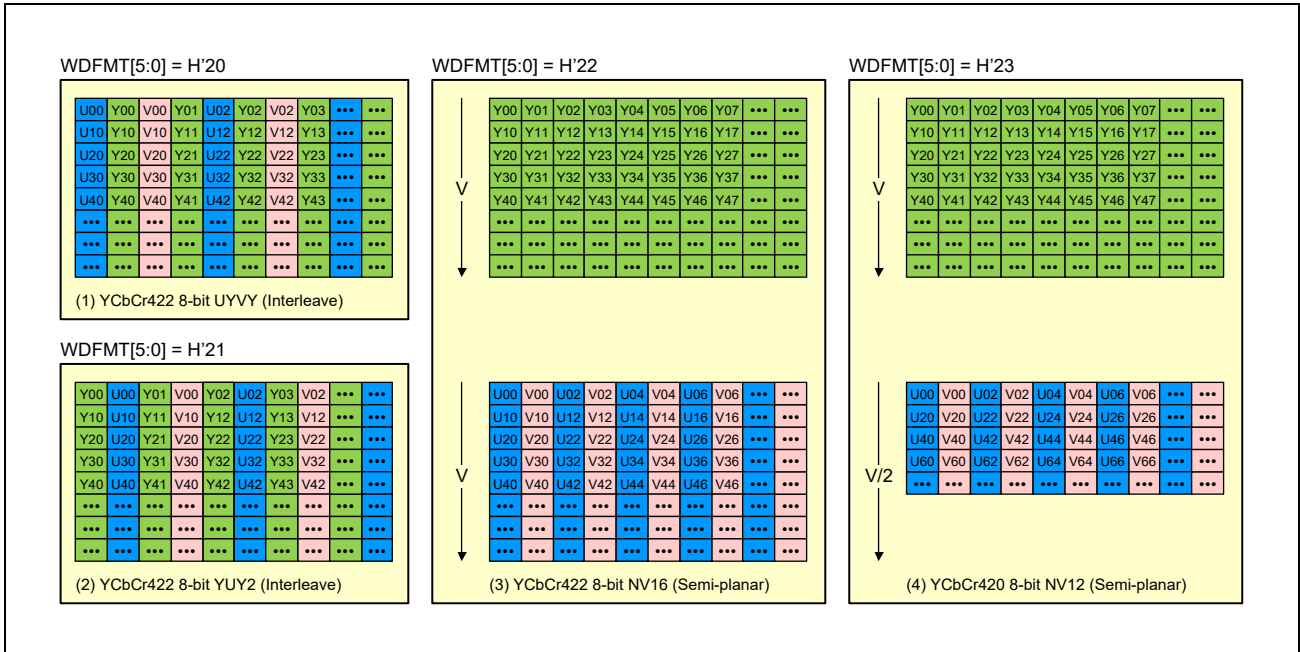 WDFMT[5:0] = H'20
U00 Y00 V00 Y01 U02 Y02 V02 Y03 ••• •••
U10 Y10 V10 Y11 U12 Y12 V12 Y13 ••• •••
U20 Y20 V20 Y21 U22 Y22 V22 Y23 ••• •••
U30 Y30 V30 Y31 U32 Y32 V32 Y33 ••• •••
U40 Y40 V40 Y41 U42 Y42 V42 Y43 ••• •••
••• ••• ••• ••• ••• ••• ••• ••• ••• •••
••• ••• ••• ••• ••• ••• ••• ••• ••• •••
••• ••• ••• ••• ••• ••• ••• ••• ••• •••
(1) YCbCr422 8-bit UYVY (Interleave)
WDFMT[5:0] = H'21
Y00 U00 Y01 V00 Y02 U02 Y03 V02 ••• •••
Y10 U10 Y11 V10 Y12 U12 Y13 V12 ••• •••
Y20 U20 Y21 V20 Y22 U22 Y23 V22 ••• •••
Y30 U30 Y31 V30 Y32 U32 Y33 V32 ••• •••
Y40 U40 Y41 V40 Y42 U42 Y43 V42 ••• •••
••• ••• ••• ••• ••• ••• ••• ••• ••• •••
••• ••• ••• ••• ••• ••• ••• ••• ••• •••
••• ••• ••• ••• ••• ••• ••• ••• ••• •••
(2) YCbCr422 8-bit YUY2 (Interleave)
WDFMT[5:0] = H'22
Y00 Y01 Y02 Y03 Y04 Y05 Y06 Y07 ••• •••
Y10 Y11 Y12 Y13 Y14 Y15 Y16 Y17 ••• •••
Y20 Y21 Y22 Y23 Y24 Y25 Y26 Y27 ••• •••
Y30 Y31 Y32 Y33 Y34 Y35 Y36 Y37 ••• •••
V
Y40 Y41 Y42 Y43 Y44 Y45 Y46 Y47 ••• •••
••• ••• ••• ••• ••• ••• ••• ••• ••• •••
••• ••• ••• ••• ••• ••• ••• ••• ••• •••
••• ••• ••• ••• ••• ••• ••• ••• ••• •••
U00 V00 U02 V02 U04 V04 U06 V06 ••• •••
U10 V10 U12 V12 U14 V14 U16 V16 ••• •••
U20 V20 U22 V22 U24 V24 U26 V26 ••• •••
U30 V30 U32 V32 U34 V34 U36 V36 ••• •••
V
U40 V40 U42 V42 U44 V44 U46 V46 ••• •••
••• ••• ••• ••• ••• ••• ••• ••• ••• •••
••• ••• ••• ••• ••• ••• ••• ••• ••• •••
••• ••• ••• ••• ••• ••• ••• ••• ••• •••
(3) YCbCr422 8-bit NV16 (Semi-planar)
WDFMT[5:0] = H'23
Y00 Y01 Y02 Y03 Y04 Y05 Y06 Y07 ••• •••
Y10 Y11 Y12 Y13 Y14 Y15 Y16 Y17 ••• •••
Y20 Y21 Y22 Y23 Y24 Y25 Y26 Y27 ••• •••
Y30 Y31 Y32 Y33 Y34 Y35 Y36 Y37 ••• •••
V
Y40 Y41 Y42 Y43 Y44 Y45 Y46 Y47 ••• •••
••• ••• ••• ••• ••• ••• ••• ••• ••• •••
••• ••• ••• ••• ••• ••• ••• ••• ••• •••
••• ••• ••• ••• ••• ••• ••• ••• ••• •••
U00 V00 U02 V02 U04 V04 U06 V06 ••• •••
U20 V20 U22 V22 U24 V24 U26 V26 ••• •••
U40 V40 U42 V42 U44 V44 U46 V46 ••• •••
U60 V60 U62 V62 U64 V64 U66 V66 ••• •••
V/2
••• ••• ••• ••• ••• ••• ••• ••• ••• •••
(4) YCbCr420 8-bit NV12 (Semi-planar)